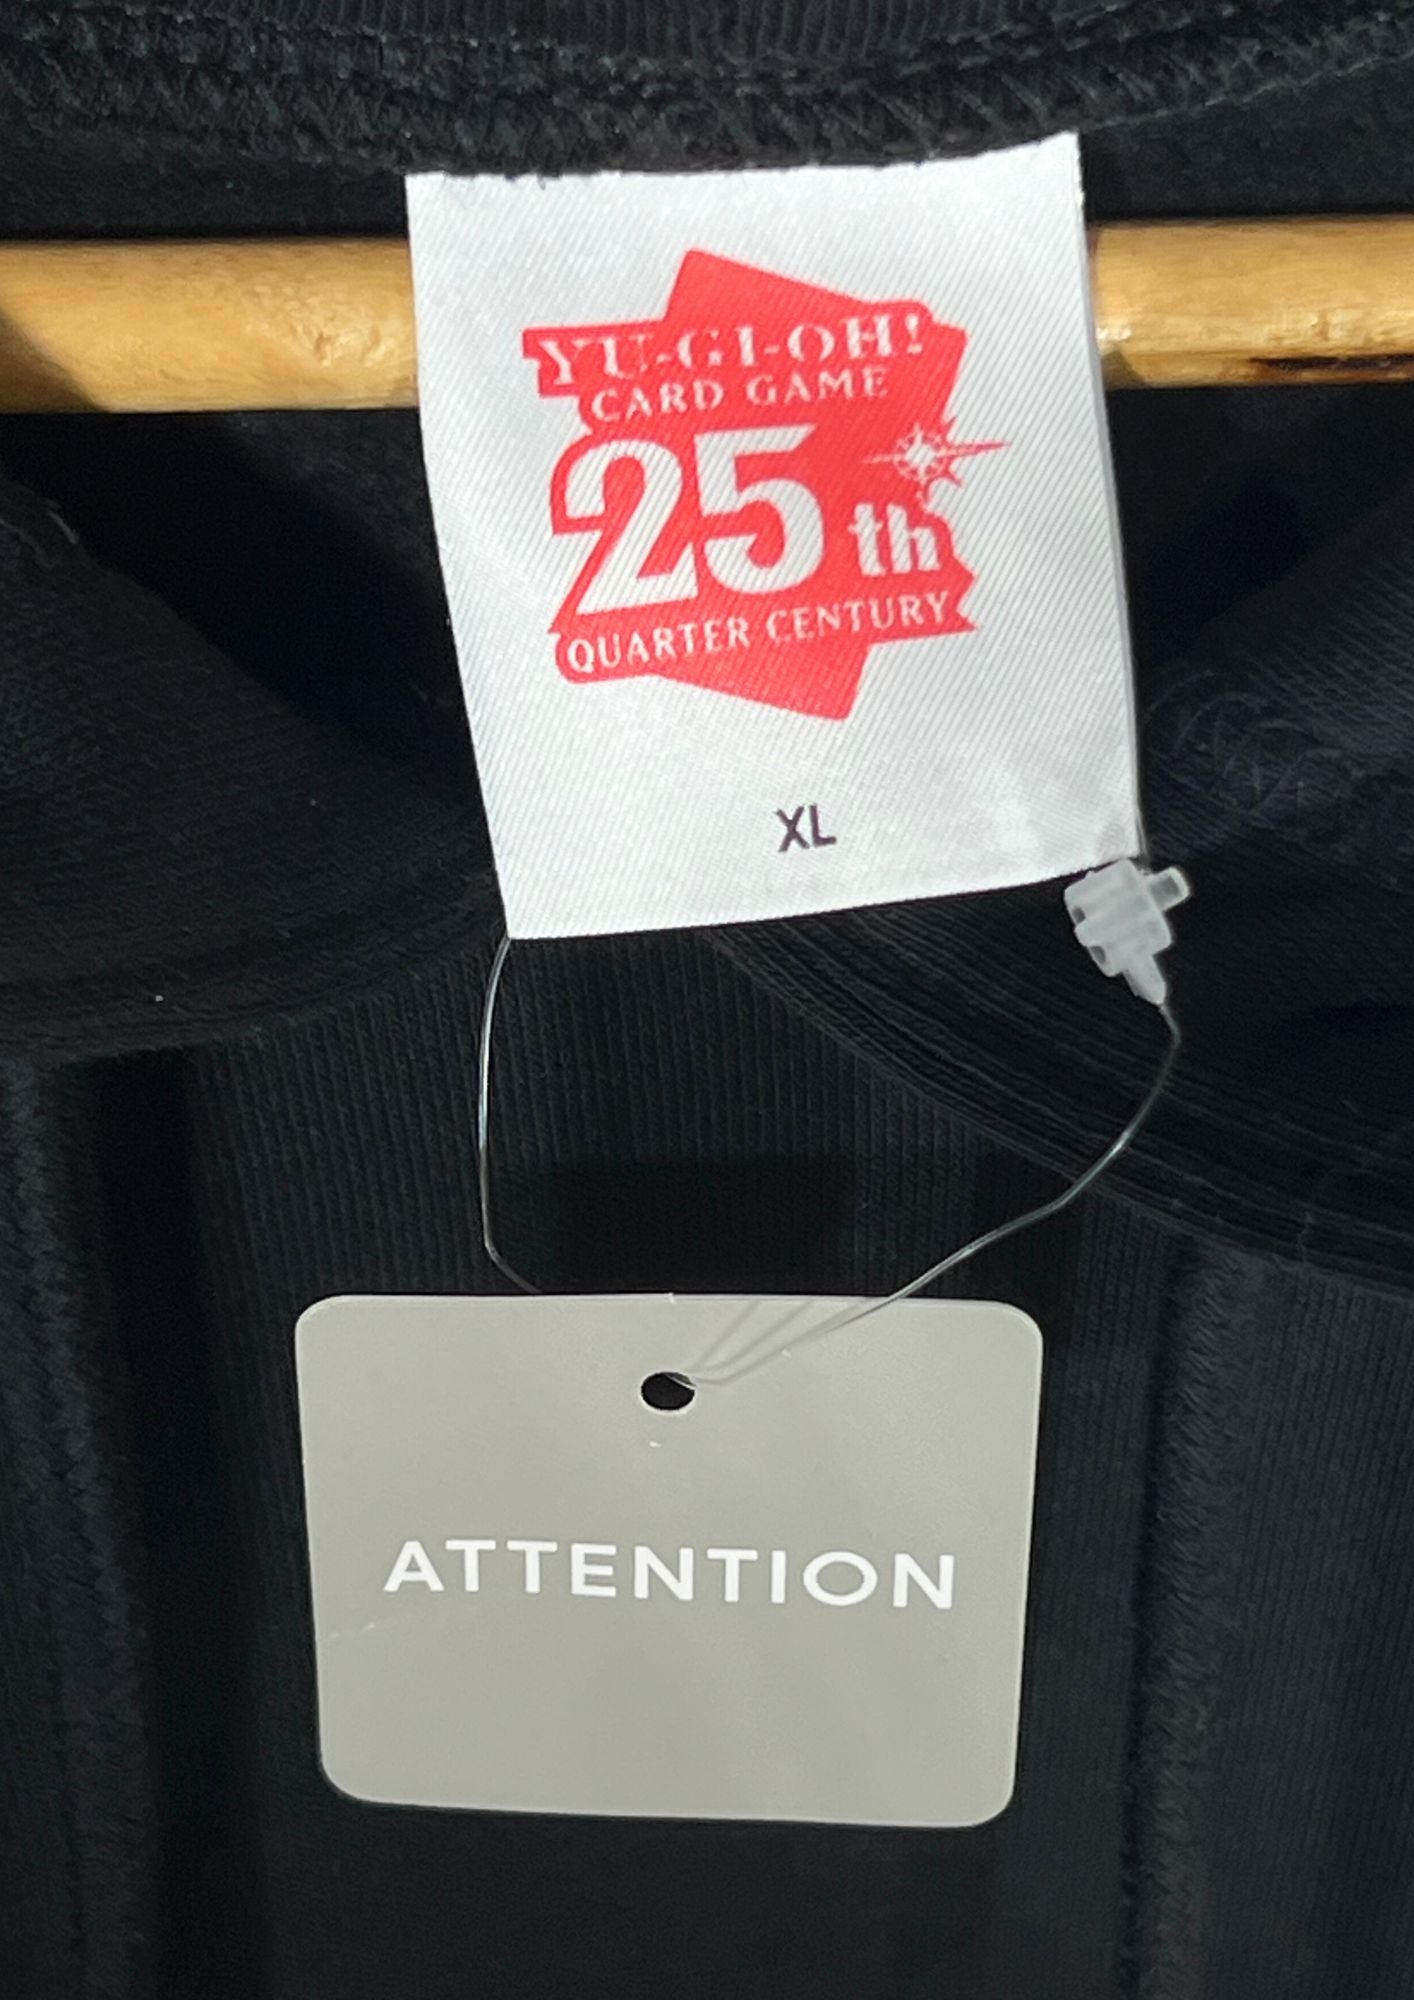 YU-GI-OH!
CARD GAME
25th
QUARTER CENTURY
XL
ATTENTION